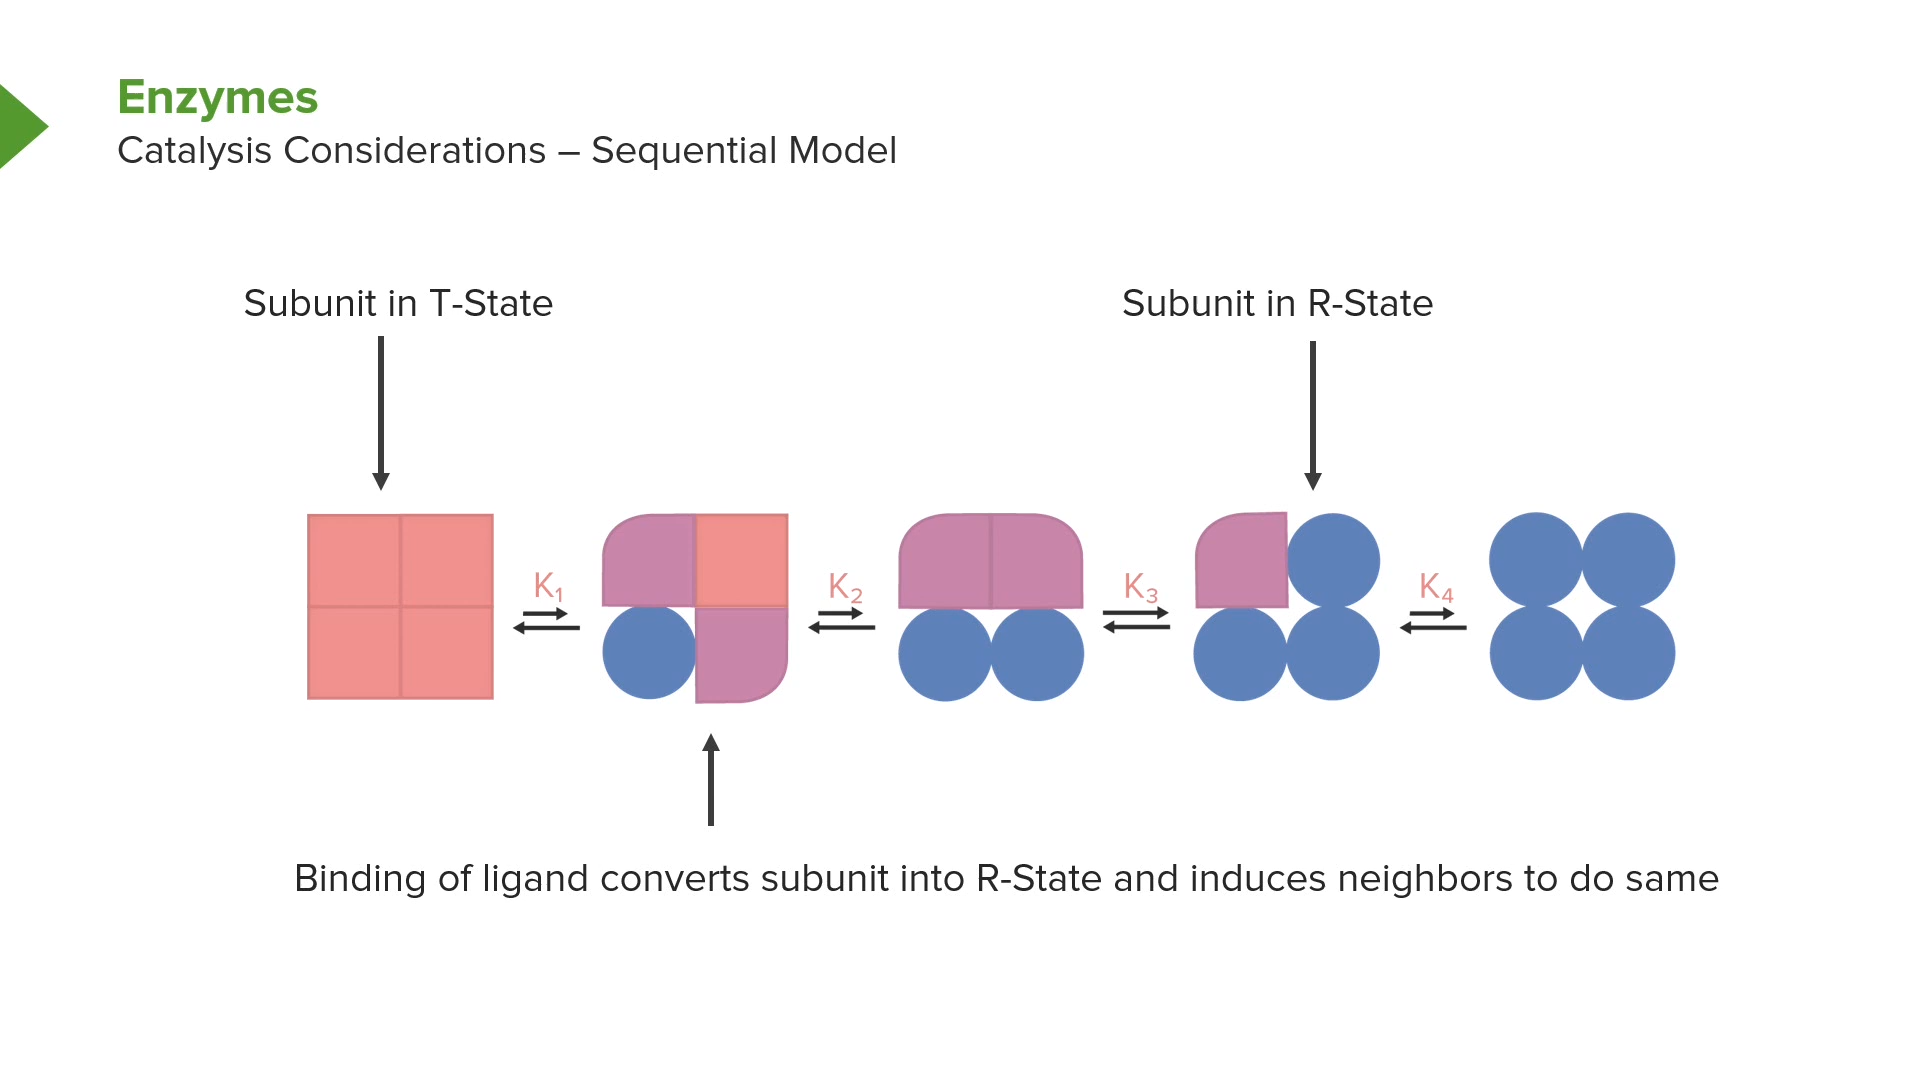 Enzymes
Catalysis Considerations – Sequential Model
Subunit in T-State
Subunit in R-State
K₁
K₂
K₃
K₄
Binding of ligand converts subunit into R-State and induces neighbors to do same